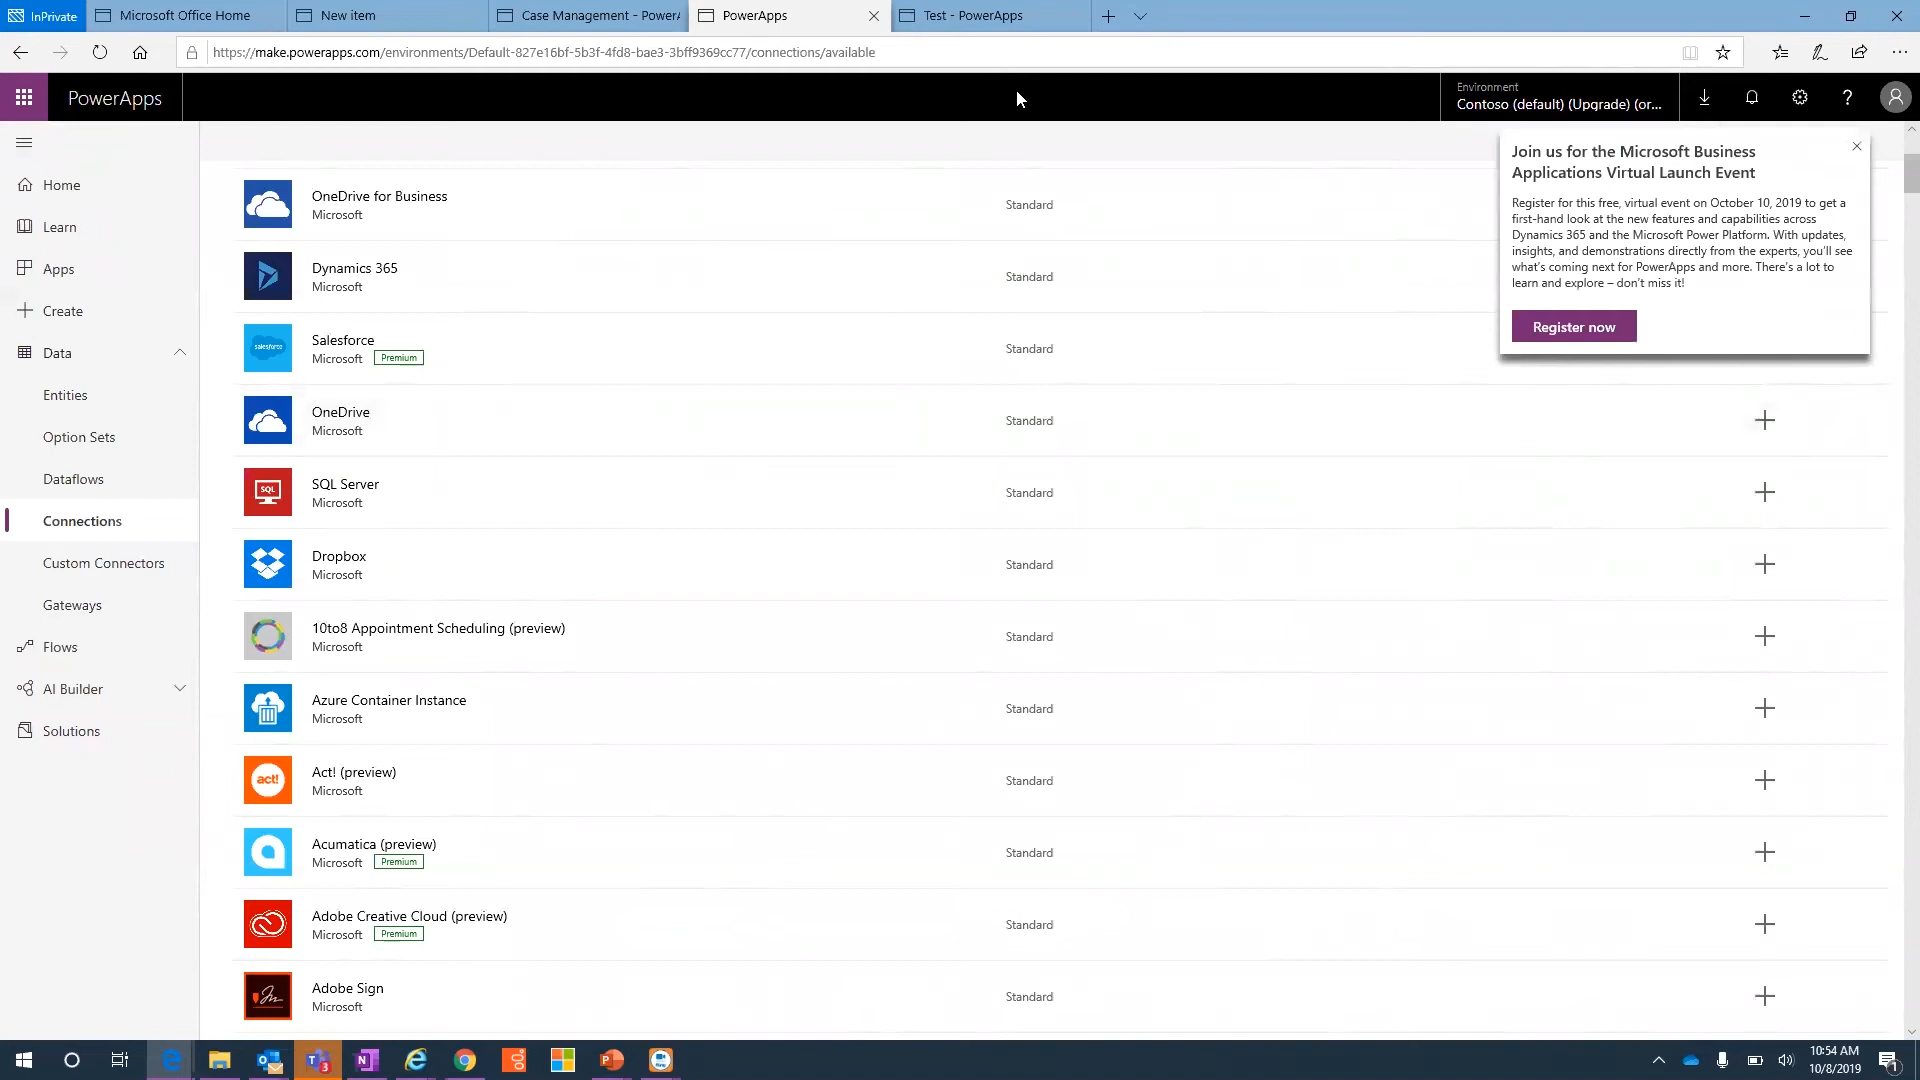 InPrivate
Microsoft Office Home
New item
Case Management - PowerA
PowerApps
Test - PowerApps
https://make.powerapps.com/environments/Default-827e16bf-5b3f-4fd8-bae3-3bff9369cc77/connections/available
PowerApps
Environment
Contoso (default) (Upgrade) (or...
Home
Learn
Apps
Create
Data
Entities
Option Sets
Dataflows
Connections
Custom Connectors
Gateways
Flows
AI Builder
Solutions
OneDrive for Business
Microsoft
Standard
Dynamics 365
Microsoft
Standard
salesforce
Salesforce
Microsoft Premium
Standard
OneDrive
Microsoft
Standard
SQL
SQL Server
Microsoft
Standard
Dropbox
Microsoft
Standard
10to8 Appointment Scheduling (preview)
Microsoft
Standard
Azure Container Instance
Microsoft
Standard
act!
Act! (preview)
Microsoft
Standard
Acumatica (preview)
Microsoft Premium
Standard
Adobe Creative Cloud (preview)
Microsoft Premium
Standard
Adobe Sign
Microsoft
Standard
Join us for the Microsoft Business
Applications Virtual Launch Event
Register for this free, virtual event on October 10, 2019 to get a
first-hand look at the new features and capabilities across
Dynamics 365 and the Microsoft Power Platform. With updates,
insights, and demonstrations directly from the experts, you'll see
what's coming next for PowerApps and more. There's a lot to
learn and explore – don't miss it!
Register now
10:54 AM
10/8/2019